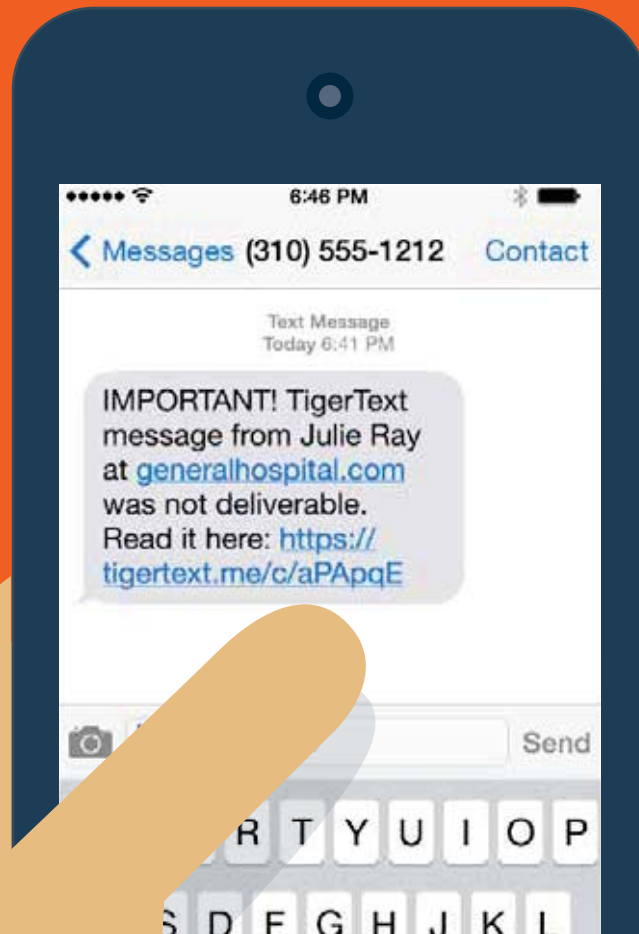 6:46 PM
Messages (310) 555-1212 Contact
Text Message
Today 6:41 PM
IMPORTANT! TigerText
message from Julie Ray
at generalhospital.com
was not deliverable.
Read it here: https://
tigertext.me/c/aPApqE
Send
R T Y U I O P
S D F G H J K L